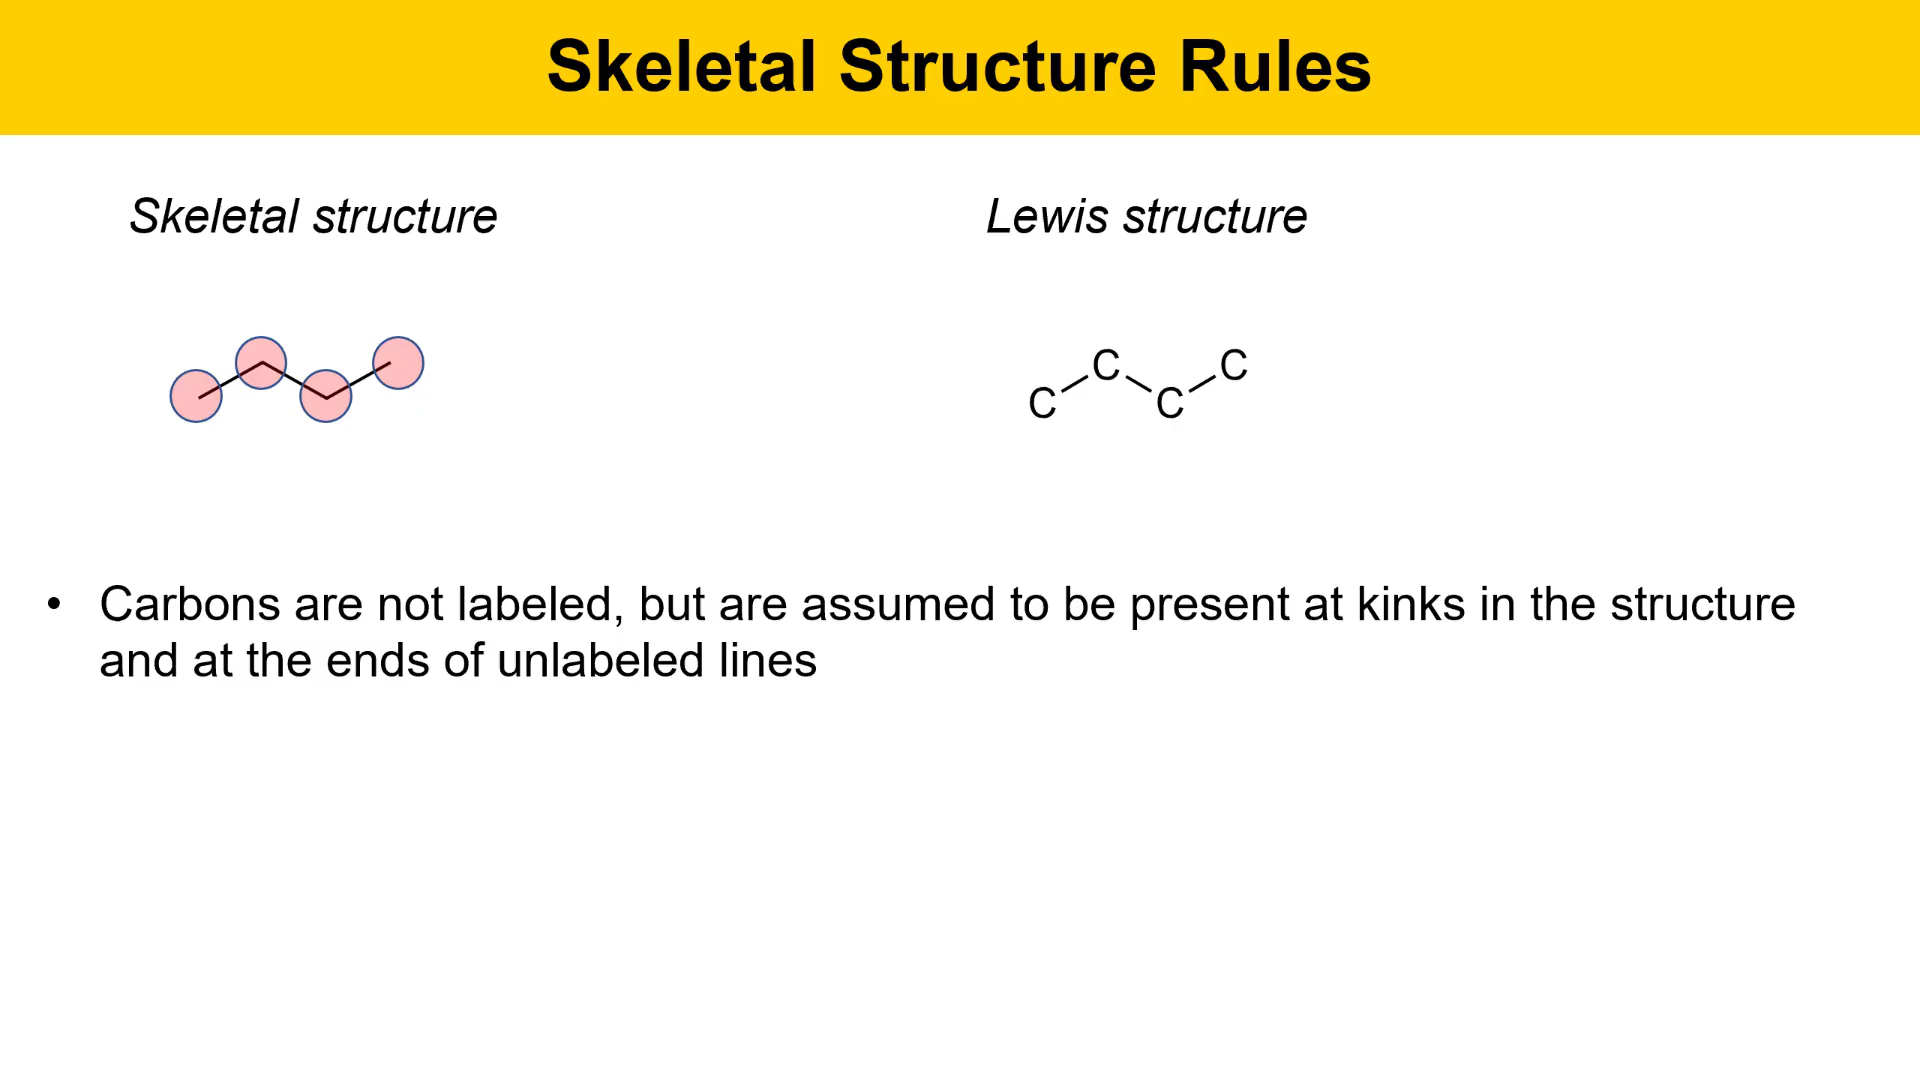 Skeletal Structure Rules
Skeletal structure
Lewis structure
C C
C C
• Carbons are not labeled, but are assumed to be present at kinks in the structure
and at the ends of unlabeled lines